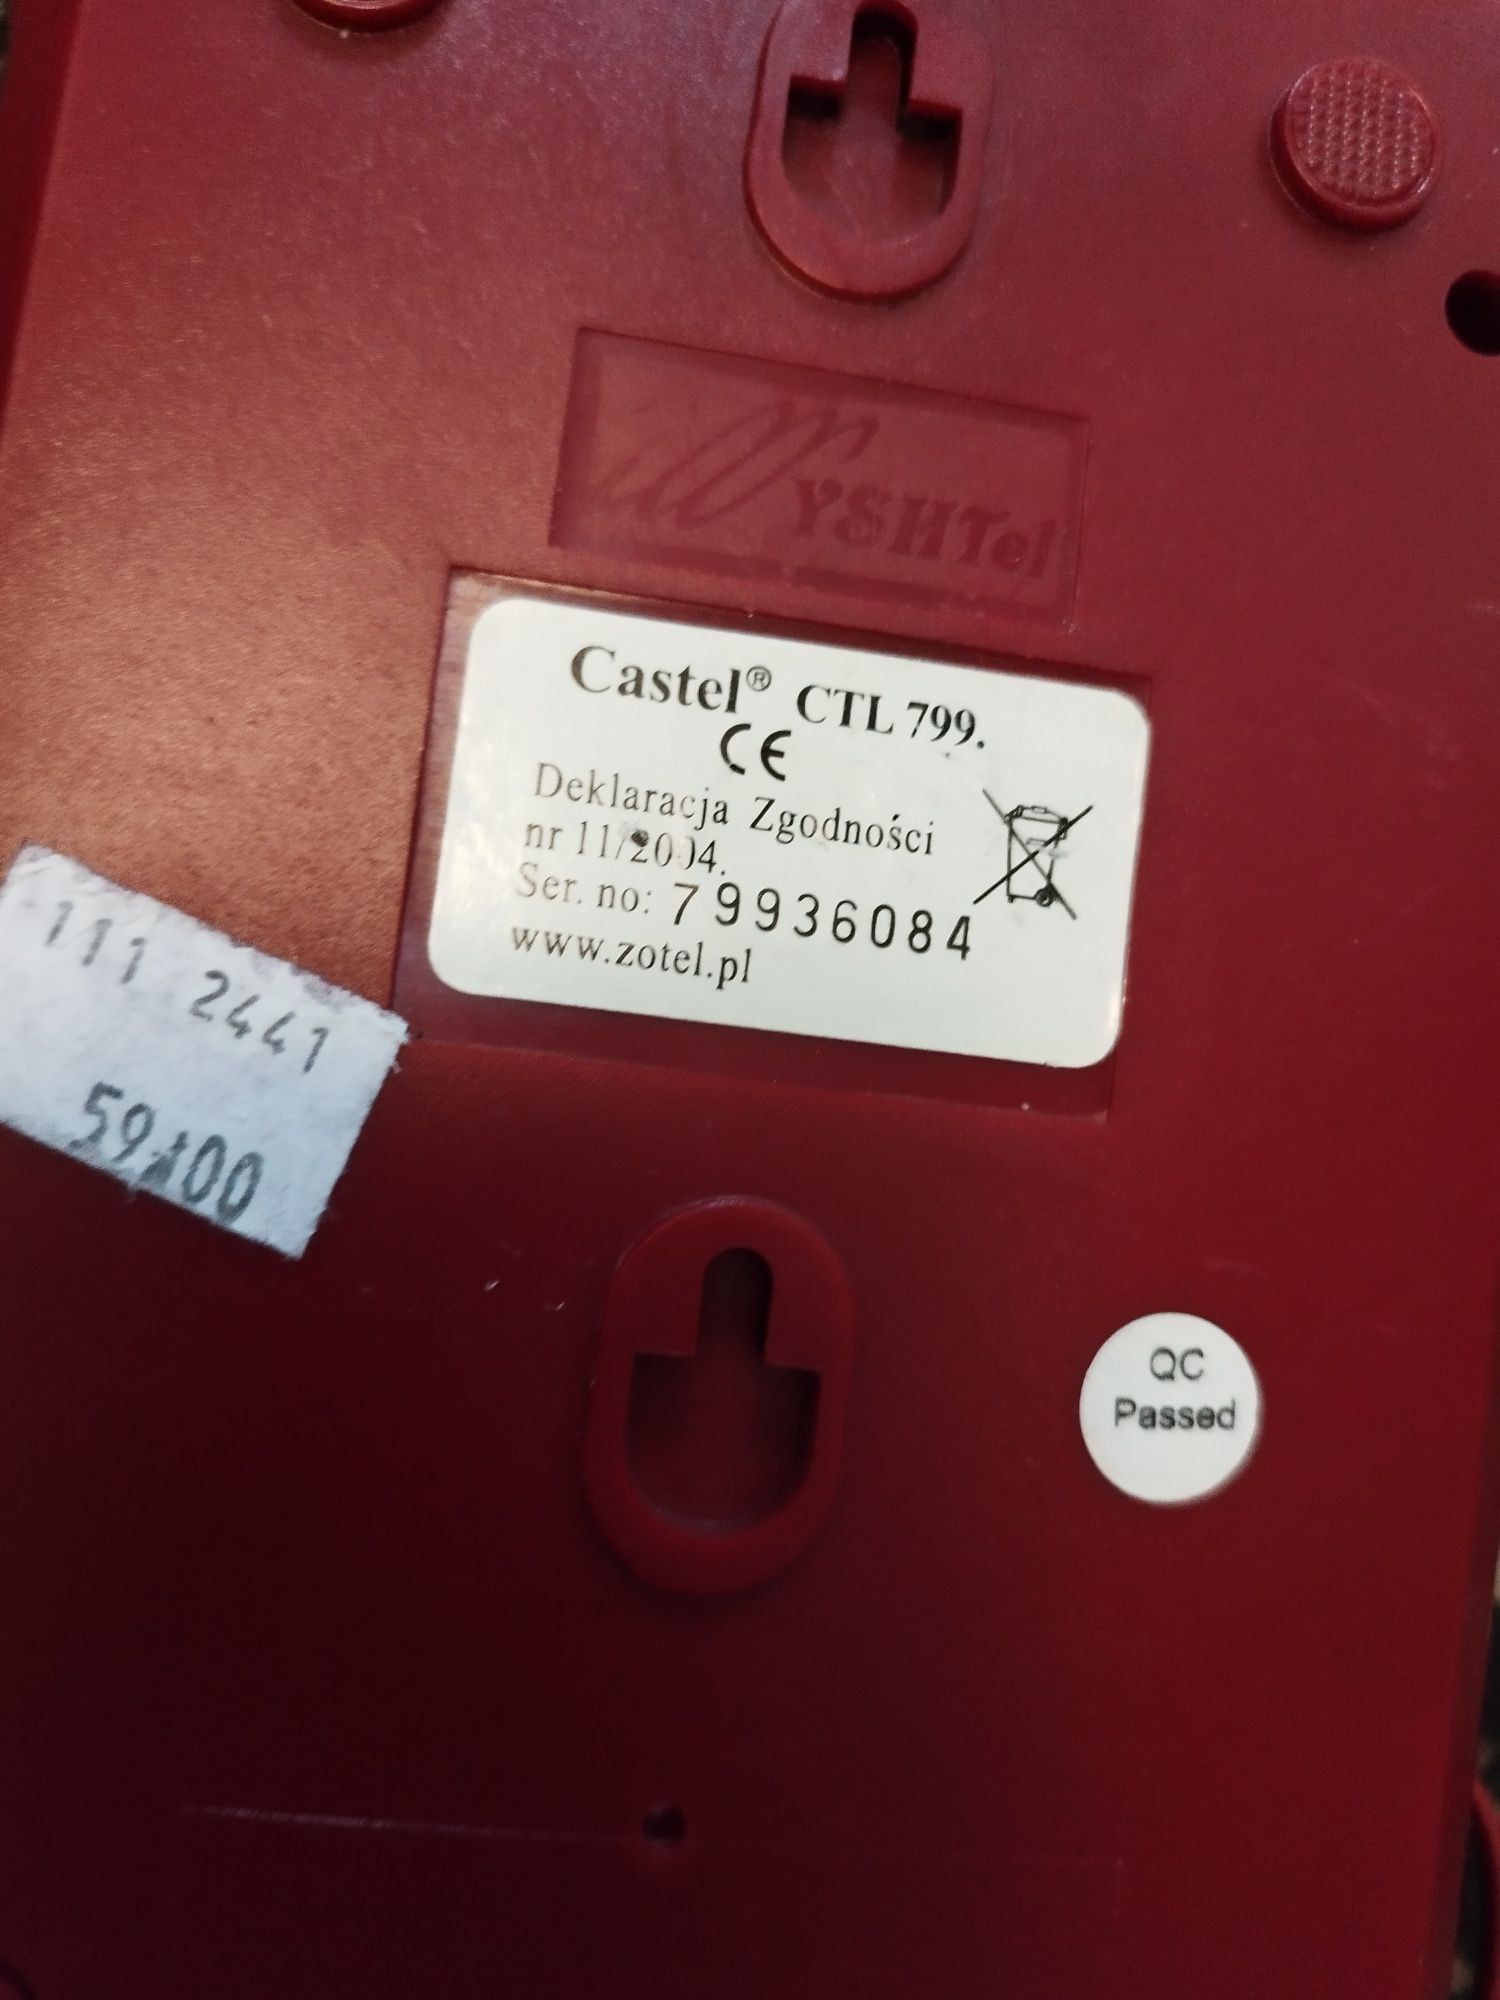 WYSHTel
Castel® CTL 799.
CE
Deklaracja Zgodności
nr 11/2004.
Ser. no: 79936084
www.zotel.pl
111 2441
59,00
QC
Passed